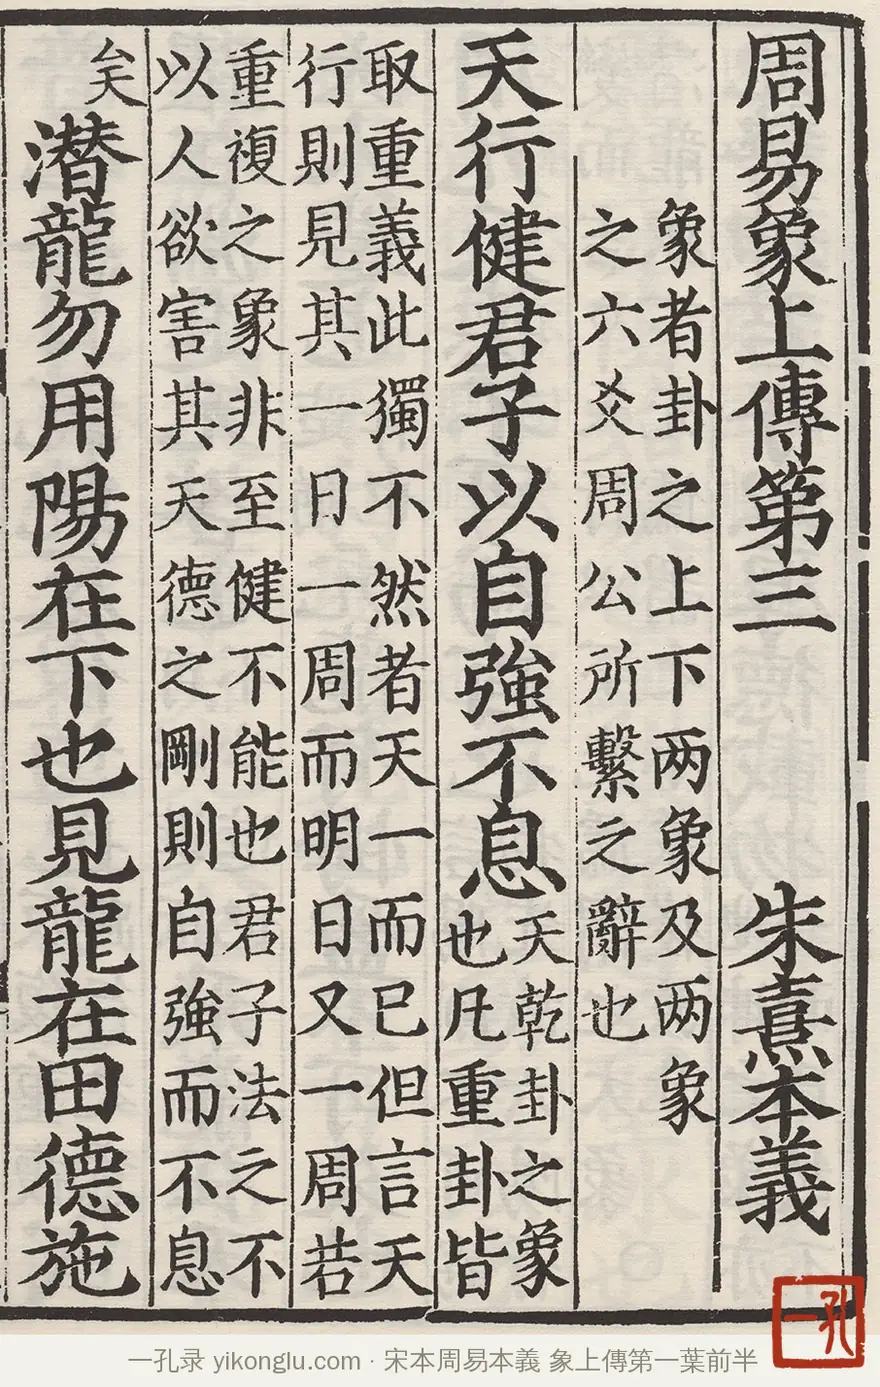 周易象上傳第三 朱熹本義
象者卦之上下两象及两象
之六爻周公所繫之辭也
天行健君子以自強不息
天乾卦之象
也凡重卦皆
取重義此獨不然者天一而已但言天
行則見其一日一周而明日又一周若
重複之象非至健不能也君子法之不
以人欲害其天德之剛則自強而不息
矣
潜龍勿用陽在下也見龍在田德施
一孔
一孔录 yikonglu.com · 宋本周易本義 象上傳第一葉前半